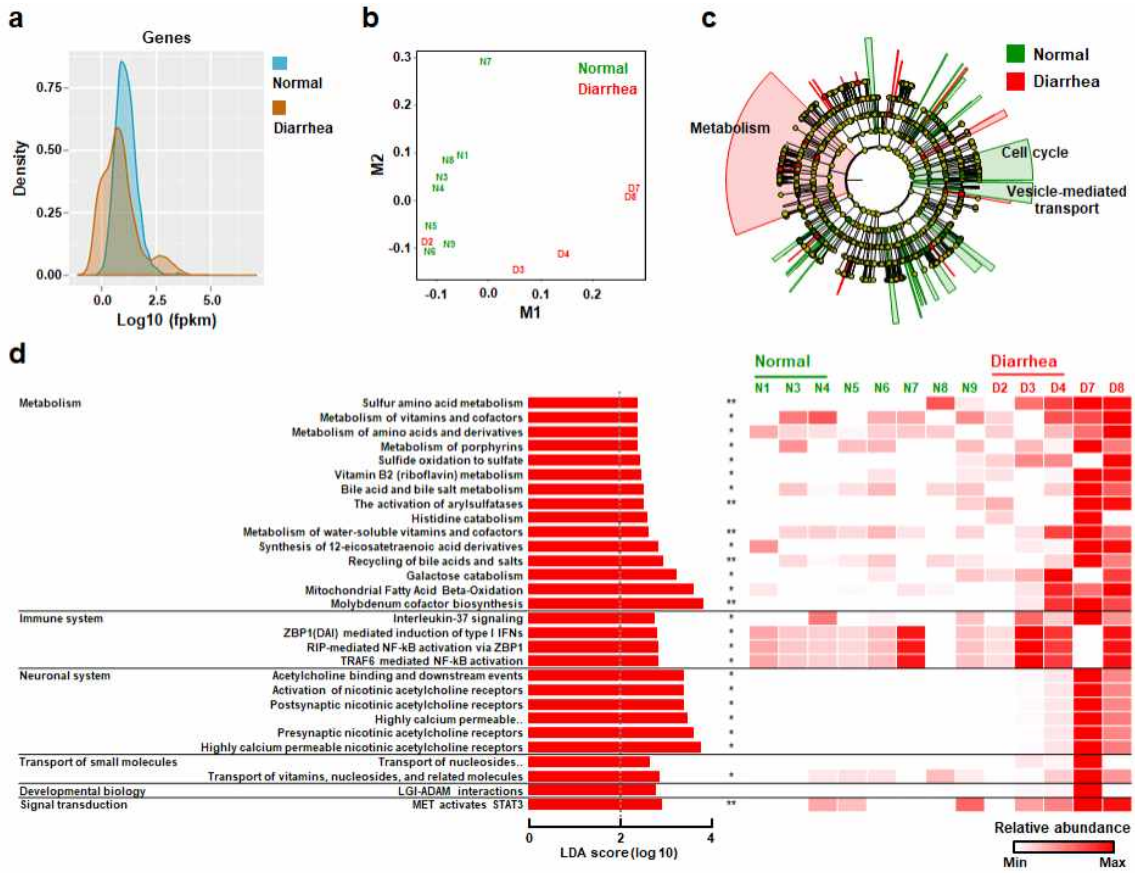 a
Genes
Density
0.75
0.50
0.25
0.00
0.0 2.5 5.0
Log10 (fpkm)
Normal
Diarrhea
b
M2
0.3
0.2
0.1
0.0
-0.1
-0.1 0.0 0.1 0.2
M1
Normal
Diarrhea
N7
N8 N1
N3
N4
N5
D2
N6 N9
D3
D4
D7
D8
c
Normal
Diarrhea
Metabolism
Cell cycle
Vesicle-mediated
transport
d
Normal Diarrhea
N1 N3 N4 N5 N6 N7 N8 N9 D2 D3 D4 D7 D8
Metabolism Sulfur amino acid metabolism **
Metabolism of vitamins and cofactors *
Metabolism of amino acids and derivatives *
Metabolism of porphyrins *
Sulfide oxidation to sulfate *
Vitamin B2 (riboflavin) metabolism *
Bile acid and bile salt metabolism *
The activation of arylsulfatases **
Histidine catabolism
Metabolism of water-soluble vitamins and cofactors **
Synthesis of 12-eicosatetraenoic acid derivatives *
Recycling of bile acids and salts **
Galactose catabolism *
Mitochondrial Fatty Acid Beta-Oxidation *
Molybdenum cofactor biosynthesis **
Immune system Interleukin-37 signaling *
ZBP1(DAI) mediated induction of type I IFNs *
RIP-mediated NF-kB activation via ZBP1 *
TRAF6 mediated NF-kB activation *
Neuronal system Acetylcholine binding and downstream events *
Activation of nicotinic acetylcholine receptors *
Postsynaptic nicotinic acetylcholine receptors *
Highly calcium permeable.. *
Presynaptic nicotinic acetylcholine receptors *
Highly calcium permeable nicotinic acetylcholine receptors *
Transport of small molecules Transport of nucleosides..
Transport of vitamins, nucleosides, and related molecules *
Developmental biology LGI-ADAM interactions
Signal transduction MET activates STAT3 **
0 2 4
LDA score (log 10)
Relative abundance
Min Max